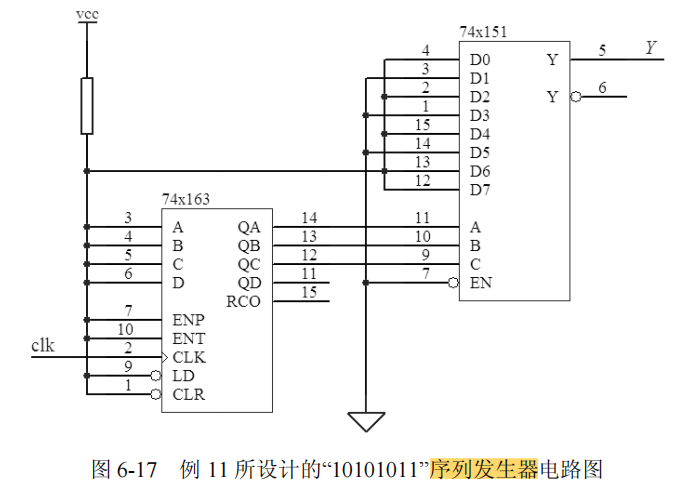 vcc
74x151
4 D0 Y 5 Y
3 D1
2 D2 Y 6
1 D3
15 D4
14 D5
13 D6
12 D7
74x163
3 A QA 14 11 A
4 B QB 13 10 B
5 C QC 12 9 C
6 D QD 11 7 EN
RCO 15
7 ENP
10 ENT
clk 2 CLK
9 LD
1 CLR
图 6-17 例 11 所设计的“10101011”序列发生器电路图